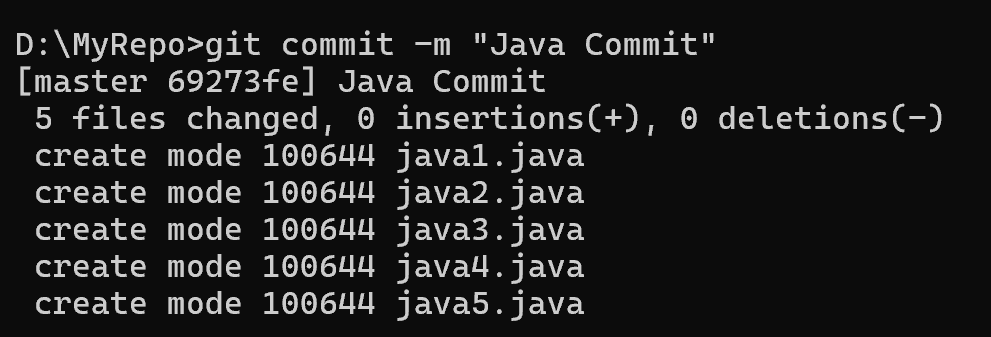 D:\MyRepo>git commit -m "Java Commit"
[master 69273fe] Java Commit
 5 files changed, 0 insertions(+), 0 deletions(-)
 create mode 100644 java1.java
 create mode 100644 java2.java
 create mode 100644 java3.java
 create mode 100644 java4.java
 create mode 100644 java5.java